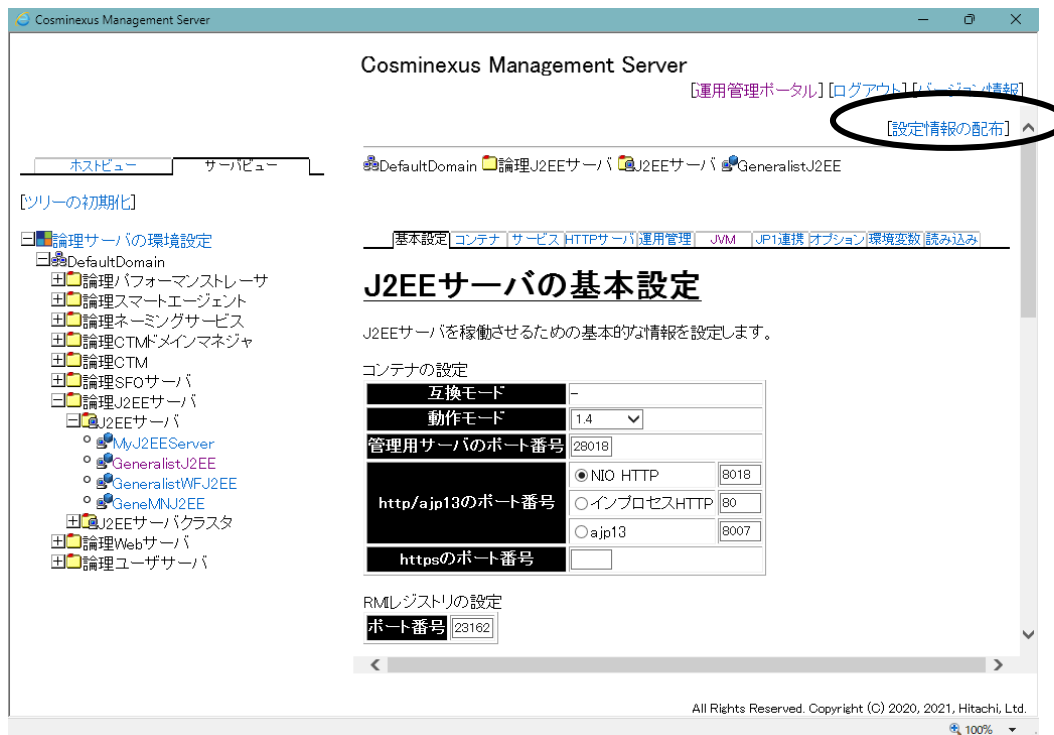 Cosminexus Management Server
Cosminexus Management Server
[運用管理ポータル] [ログアウト] [バージョン情報]
[設定情報の配布]
ホストビュー サーバビュー
[ツリーの初期化]
論理サーバの環境設定
DefaultDomain
論理パフォーマンストレーサ
論理スマートエージェント
論理ネーミングサービス
論理CTMドメインマネジャ
論理CTM
論理SFOサーバ
論理J2EEサーバ
J2EEサーバ
MyJ2EEServer
GeneralistJ2EE
GeneralistWFJ2EE
GeneMNJ2EE
J2EEサーバクラスタ
論理Webサーバ
論理ユーザサーバ
DefaultDomain 論理J2EEサーバ J2EEサーバ GeneralistJ2EE
基本設定 コンテナ サービス HTTPサーバ 運用管理 JVM JP1連携 オプション 環境変数 読み込み
J2EEサーバの基本設定
J2EEサーバを稼働させるための基本的な情報を設定します。
コンテナの設定
互換モード -
動作モード 1.4
管理用サーバのポート番号 28018
http/ajp13のポート番号
NIO HTTP 8018
インプロセスHTTP 80
ajp13 8007
httpsのポート番号
RMIレジストリの設定
ポート番号 23162
All Rights Reserved. Copyright (C) 2020, 2021, Hitachi, Ltd.
100%